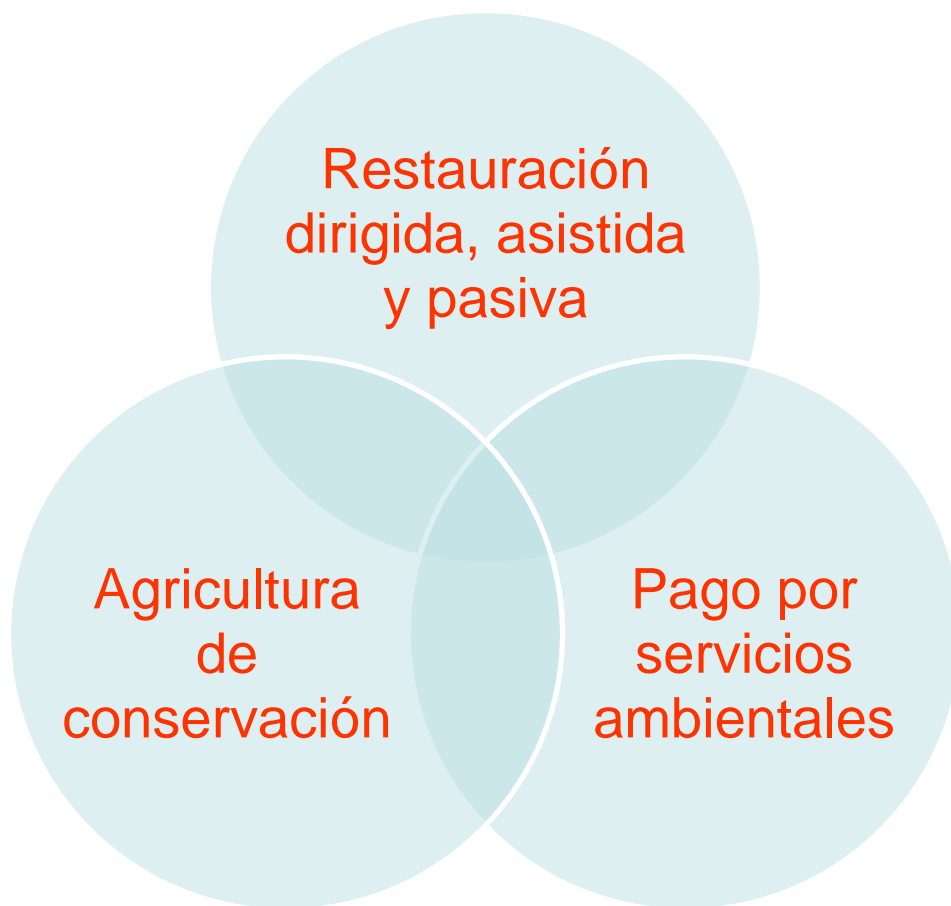 Restauración
dirigida, asistida
y pasiva
Agricultura
de
conservación
Pago por
servicios
ambientales